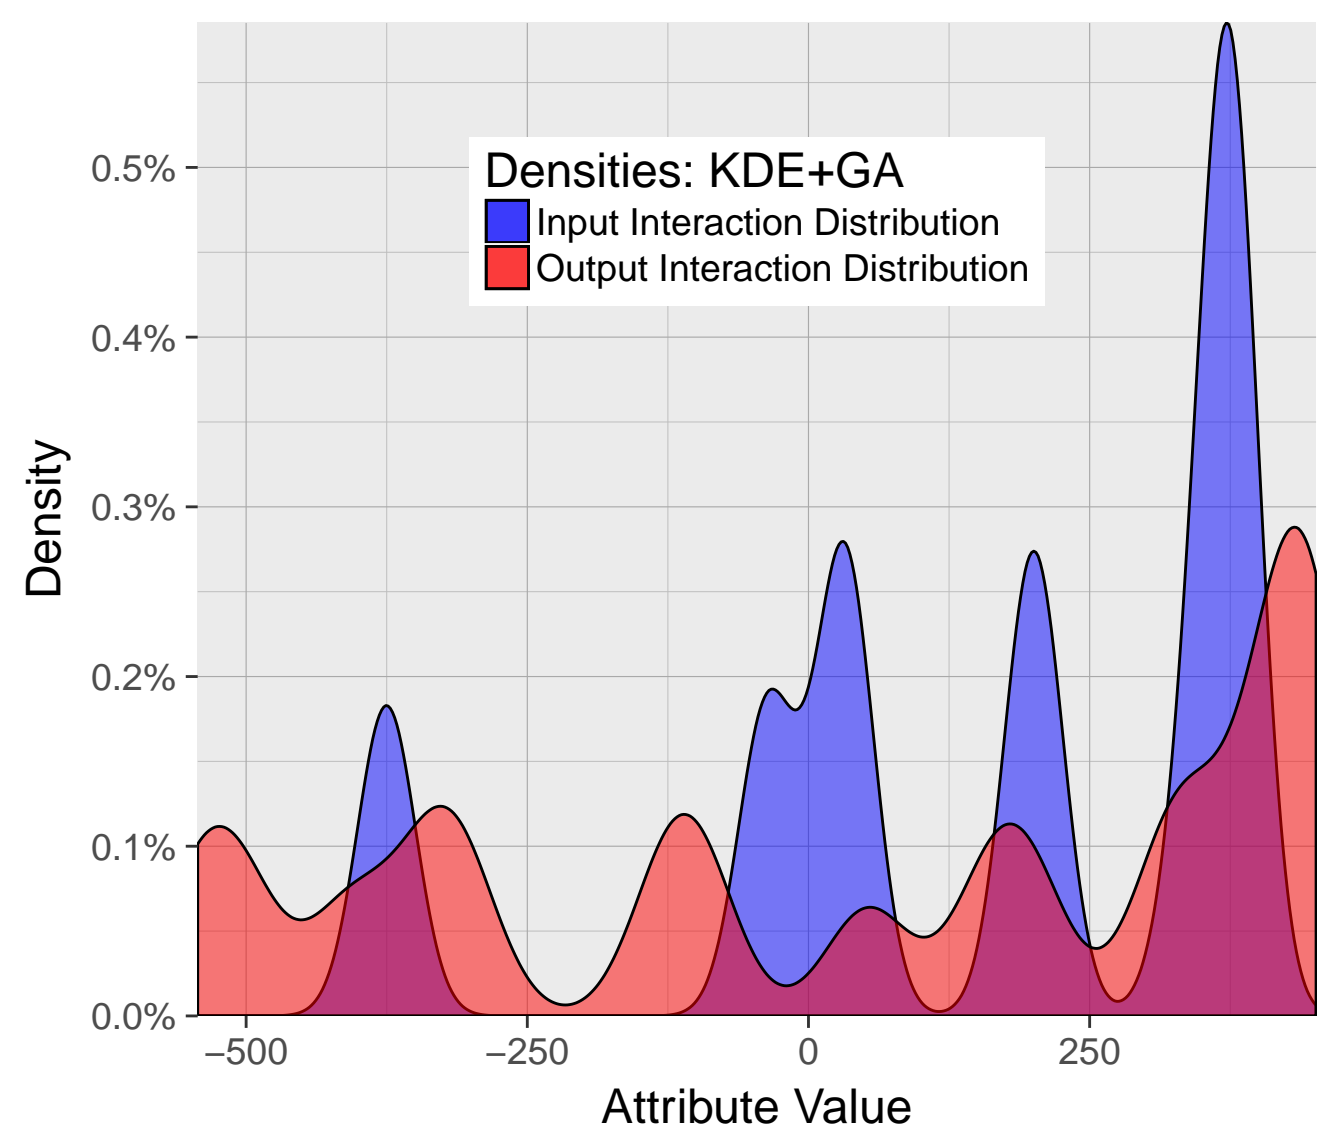 Densities: KDE+GA
Input Interaction Distribution
Output Interaction Distribution
0.5%
0.4%
0.3%
0.2%
0.1%
0.0%
Density
−500
−250
0
250
Attribute Value